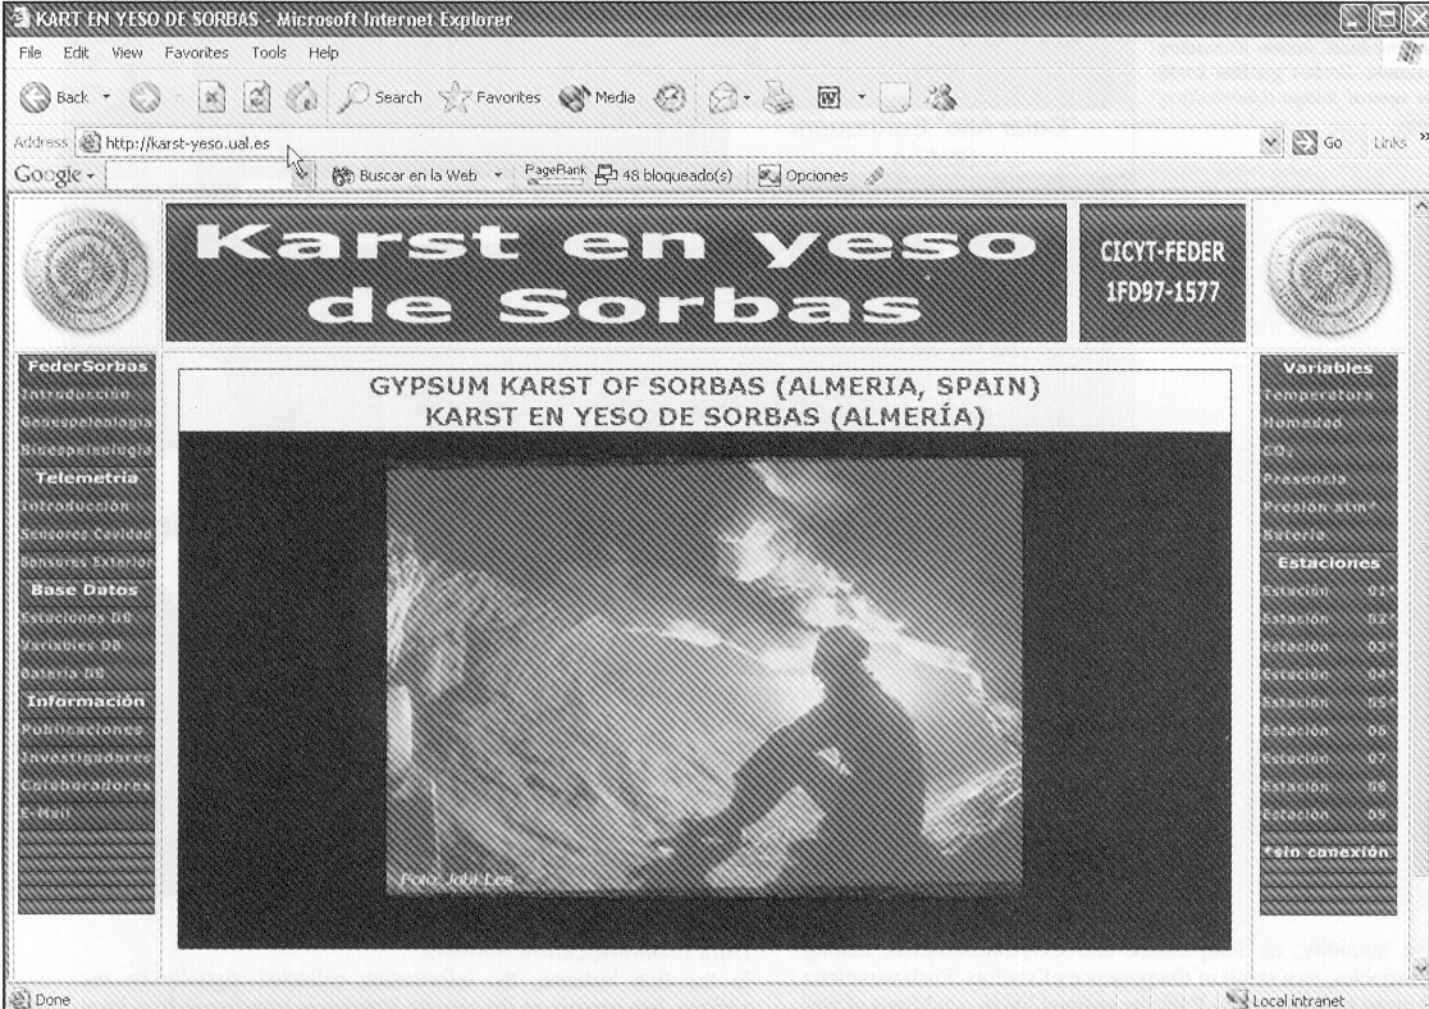 KART EN YESO DE SORBAS - Microsoft Internet Explorer
File Edit View Favorites Tools Help
Back Search Favorites Media
Address http://karst-yeso.ual.es Go Links »
Google Buscar en la Web PageRank 48 bloqueado(s) Opciones
Karst en yeso
de Sorbas
CICYT-FEDER
1FD97-1577
FederSorbas
Introducción
Geoespeleología
Bioespeleología
Telemetría
Introducción
Sensores Cavidad
Sensores Exterior
Base Datos
Estaciones DB
Variables DB
Batería DB
Información
Publicaciones
Investigadores
Colaboradores
E-Mail
GYPSUM KARST OF SORBAS (ALMERIA, SPAIN)
KARST EN YESO DE SORBAS (ALMERÍA)
Foto: Jabi Les
Variables
Temperatura
Humedad
CO₂
Presencia
Presión atmª
Batería
Estaciones
Estación 01*
Estación 02*
Estación 03*
Estación 04*
Estación 05*
Estación 06
Estación 07
Estación 08
Estación 09
*sin conexión
Done Local intranet